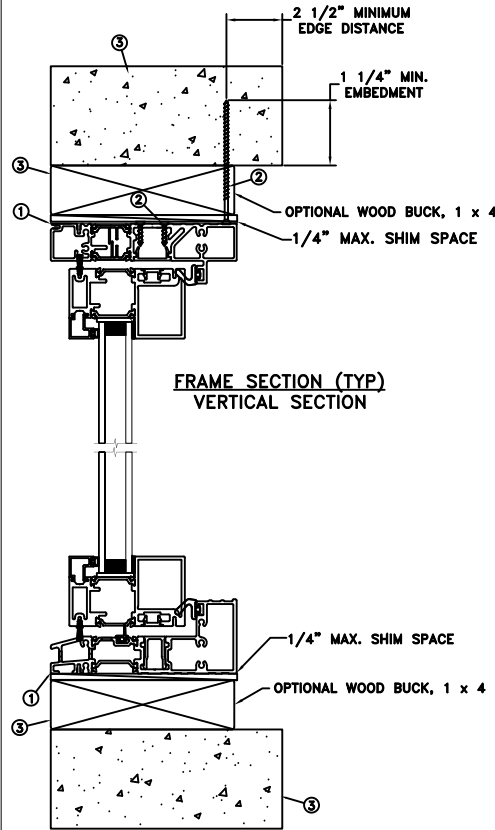 2 1/2" MINIMUM
EDGE DISTANCE
3
1 1/4" MIN.
EMBEDMENT
3
2
1
2
OPTIONAL WOOD BUCK, 1 x 4
1/4" MAX. SHIM SPACE
FRAME SECTION (TYP)
VERTICAL SECTION
1/4" MAX. SHIM SPACE
OPTIONAL WOOD BUCK, 1 x 4
1
3
3